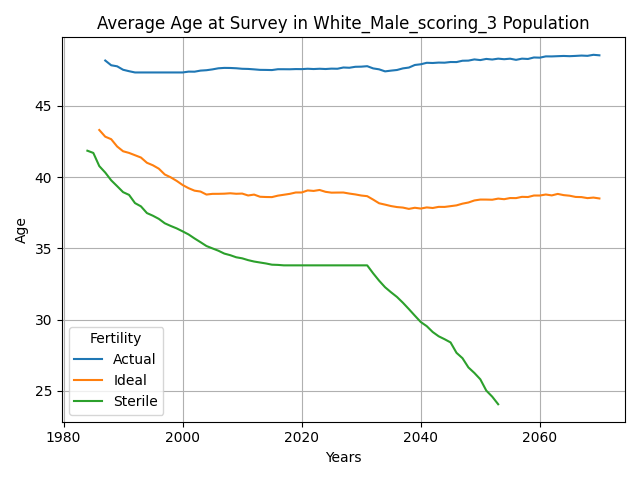 Average Age at Survey in White_Male_scoring_3 Population
Age
45
40
35
30
25
Fertility
Actual
Ideal
Sterile
1980
2000
2020
2040
2060
Years